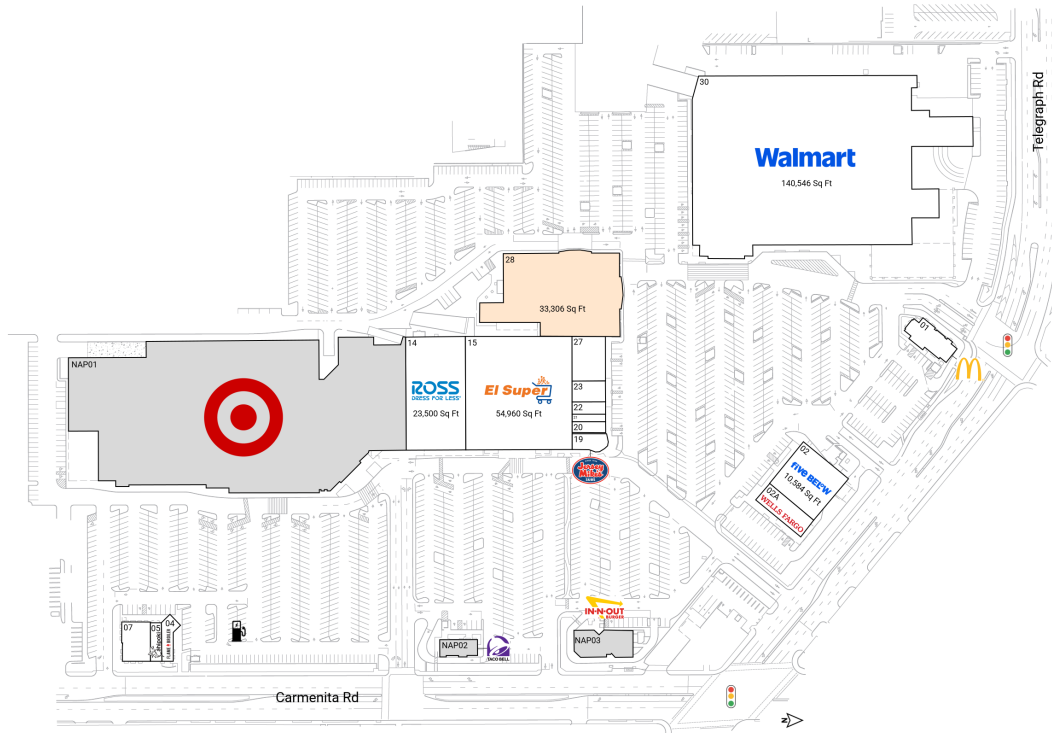 30
Walmart
140,546 Sq Ft
Telegraph Rd
28
33,306 Sq Ft
01
NAP01
14
ROSS
DRESS FOR LESS
23,500 Sq Ft
15
El Super
54,960 Sq Ft
27
23
22
20
19
Jersey
Mike's
SUBS
02
five BEL°W
10,584 Sq Ft
02A
WELLS FARGO
IN-N-OUT
BURGER
07
05
04
FLAME BROILER
NAP02
TACO BELL
NAP03
Carmenita Rd
N